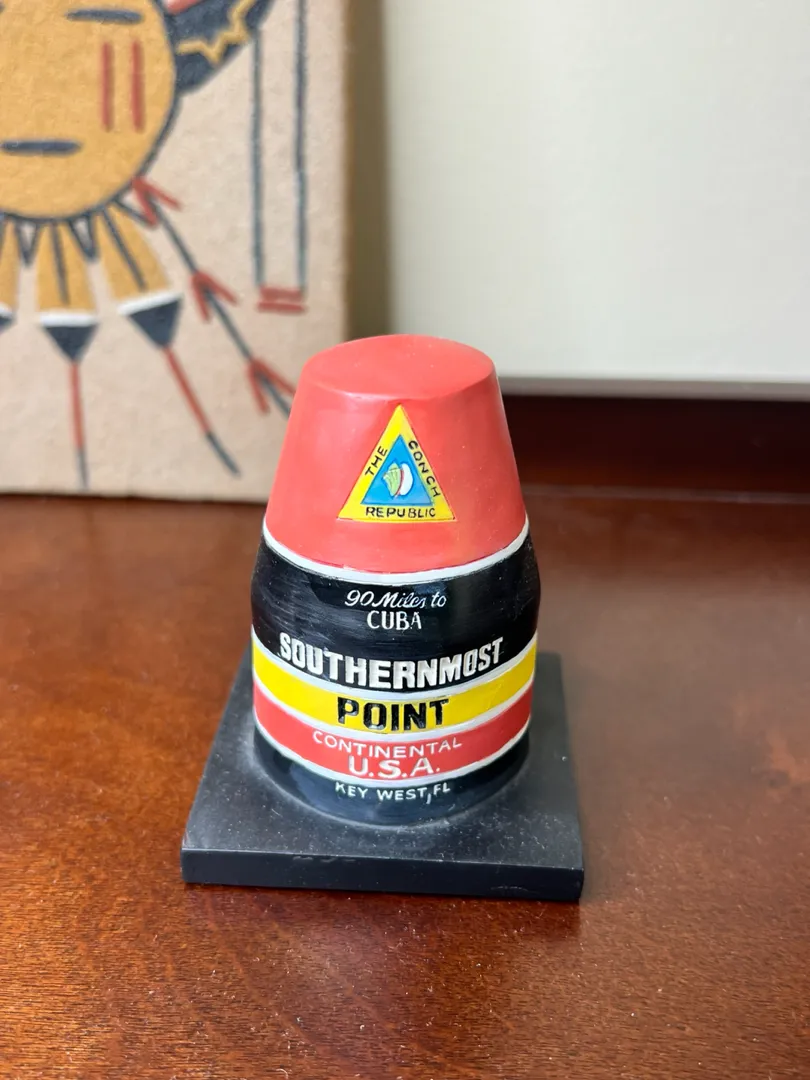 THE CONCH
REPUBLIC
90 Miles to
CUBA
SOUTHERNMOST
POINT
CONTINENTAL
U.S.A.
KEY WEST, FL